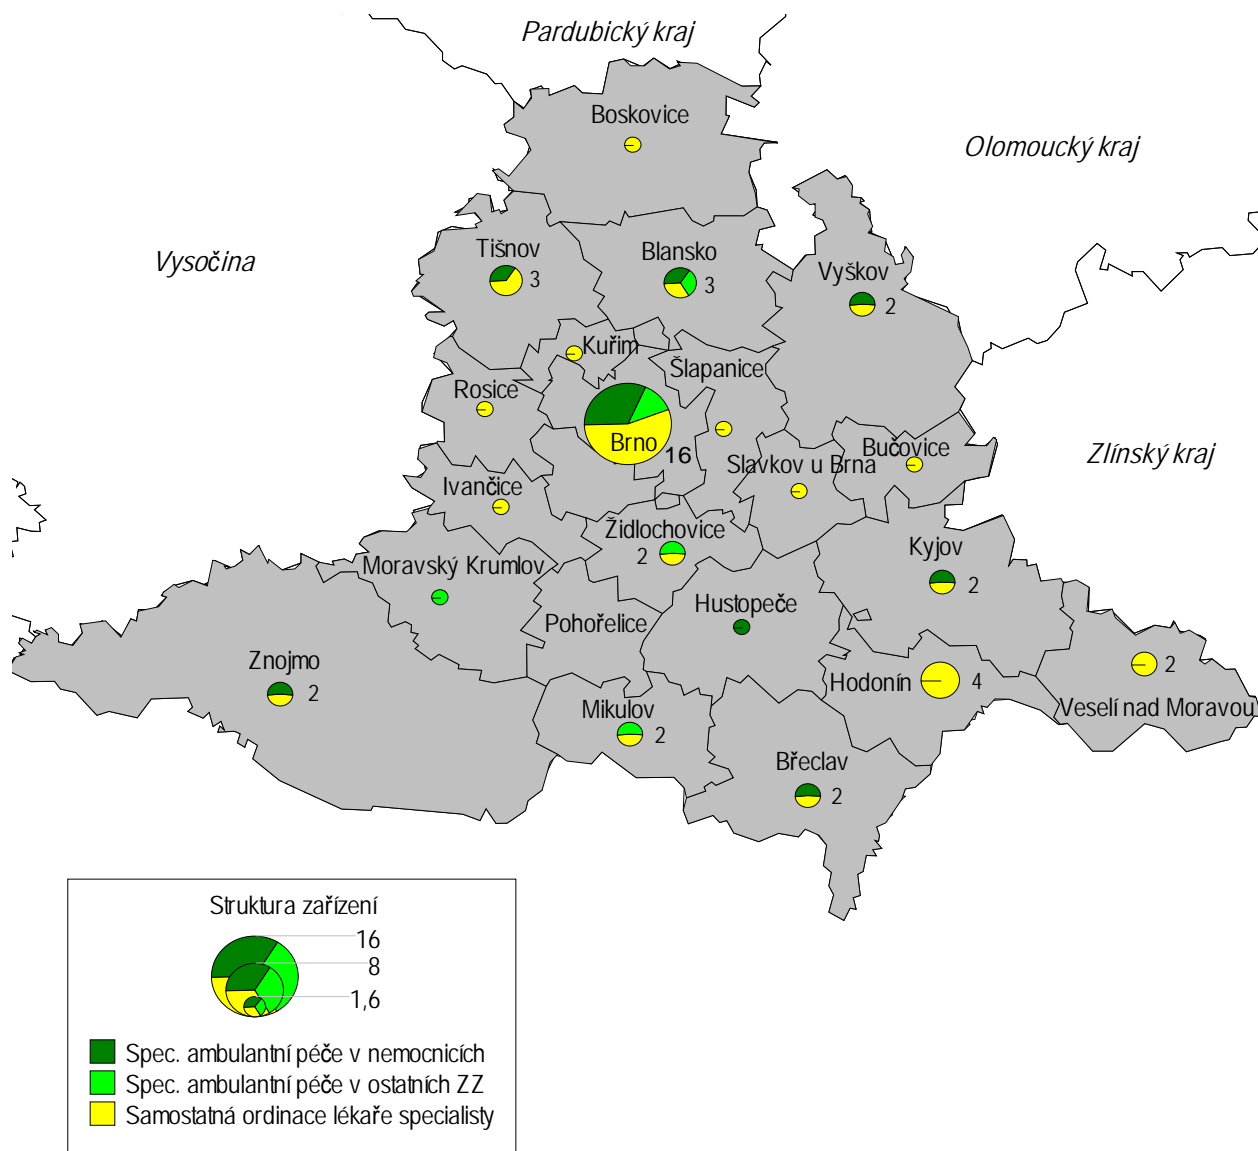 Pardubický kraj
Boskovice
Olomoucký kraj
Vysočina
Tišnov
3
Blansko
3
Vyškov
2
Kuřim
Šlapanice
Rosice
Brno
16
Bučovice
Slavkov u Brna
Zlínský kraj
Ivančice
Židlochovice
2
Kyjov
2
Moravský Krumlov
Hustopeče
Pohořelice
Znojmo
2
Hodonín
4
2
Veselí nad Moravou
Mikulov
2
Břeclav
2
Struktura zařízení
16
8
1,6
Spec. ambulantní péče v nemocnicích
Spec. ambulantní péče v ostatních ZZ
Samostatná ordinace lékaře specialisty